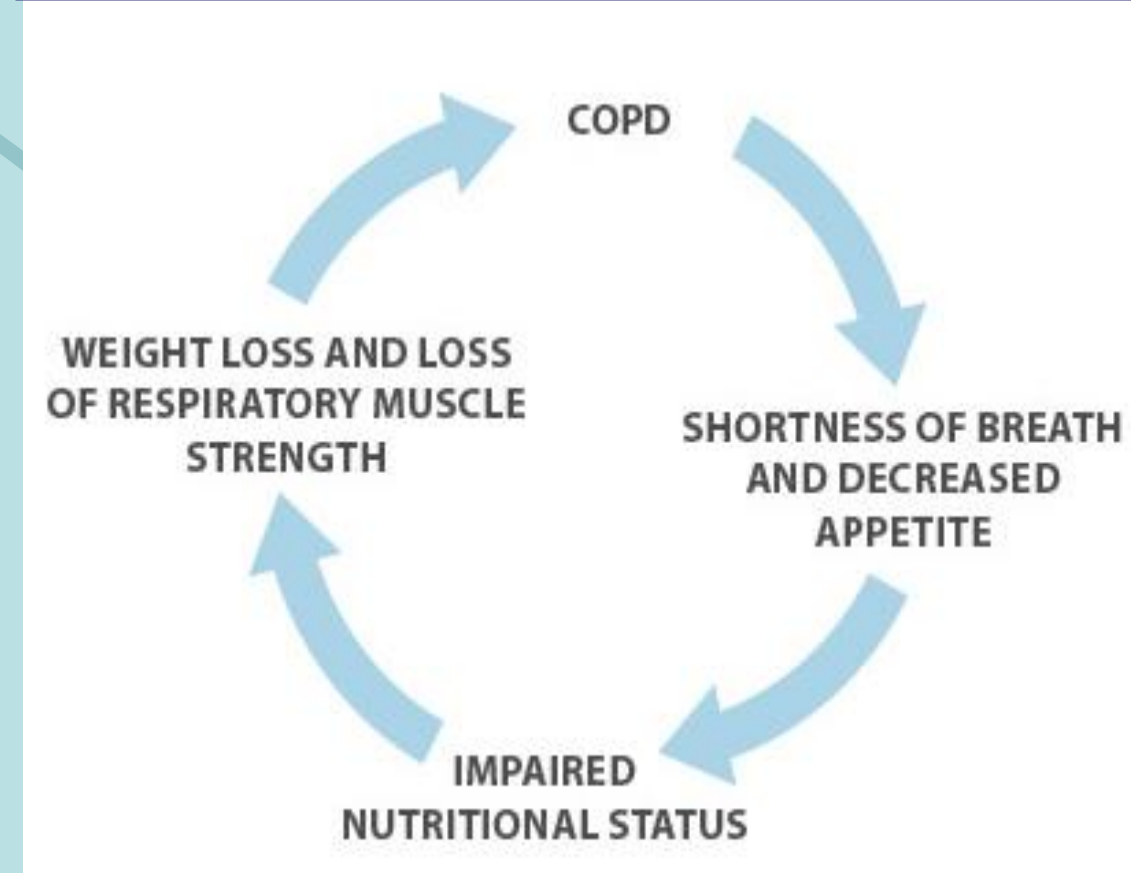 COPD
SHORTNESS OF BREATH
AND DECREASED
APPETITE
IMPAIRED
NUTRITIONAL STATUS
WEIGHT LOSS AND LOSS
OF RESPIRATORY MUSCLE
STRENGTH